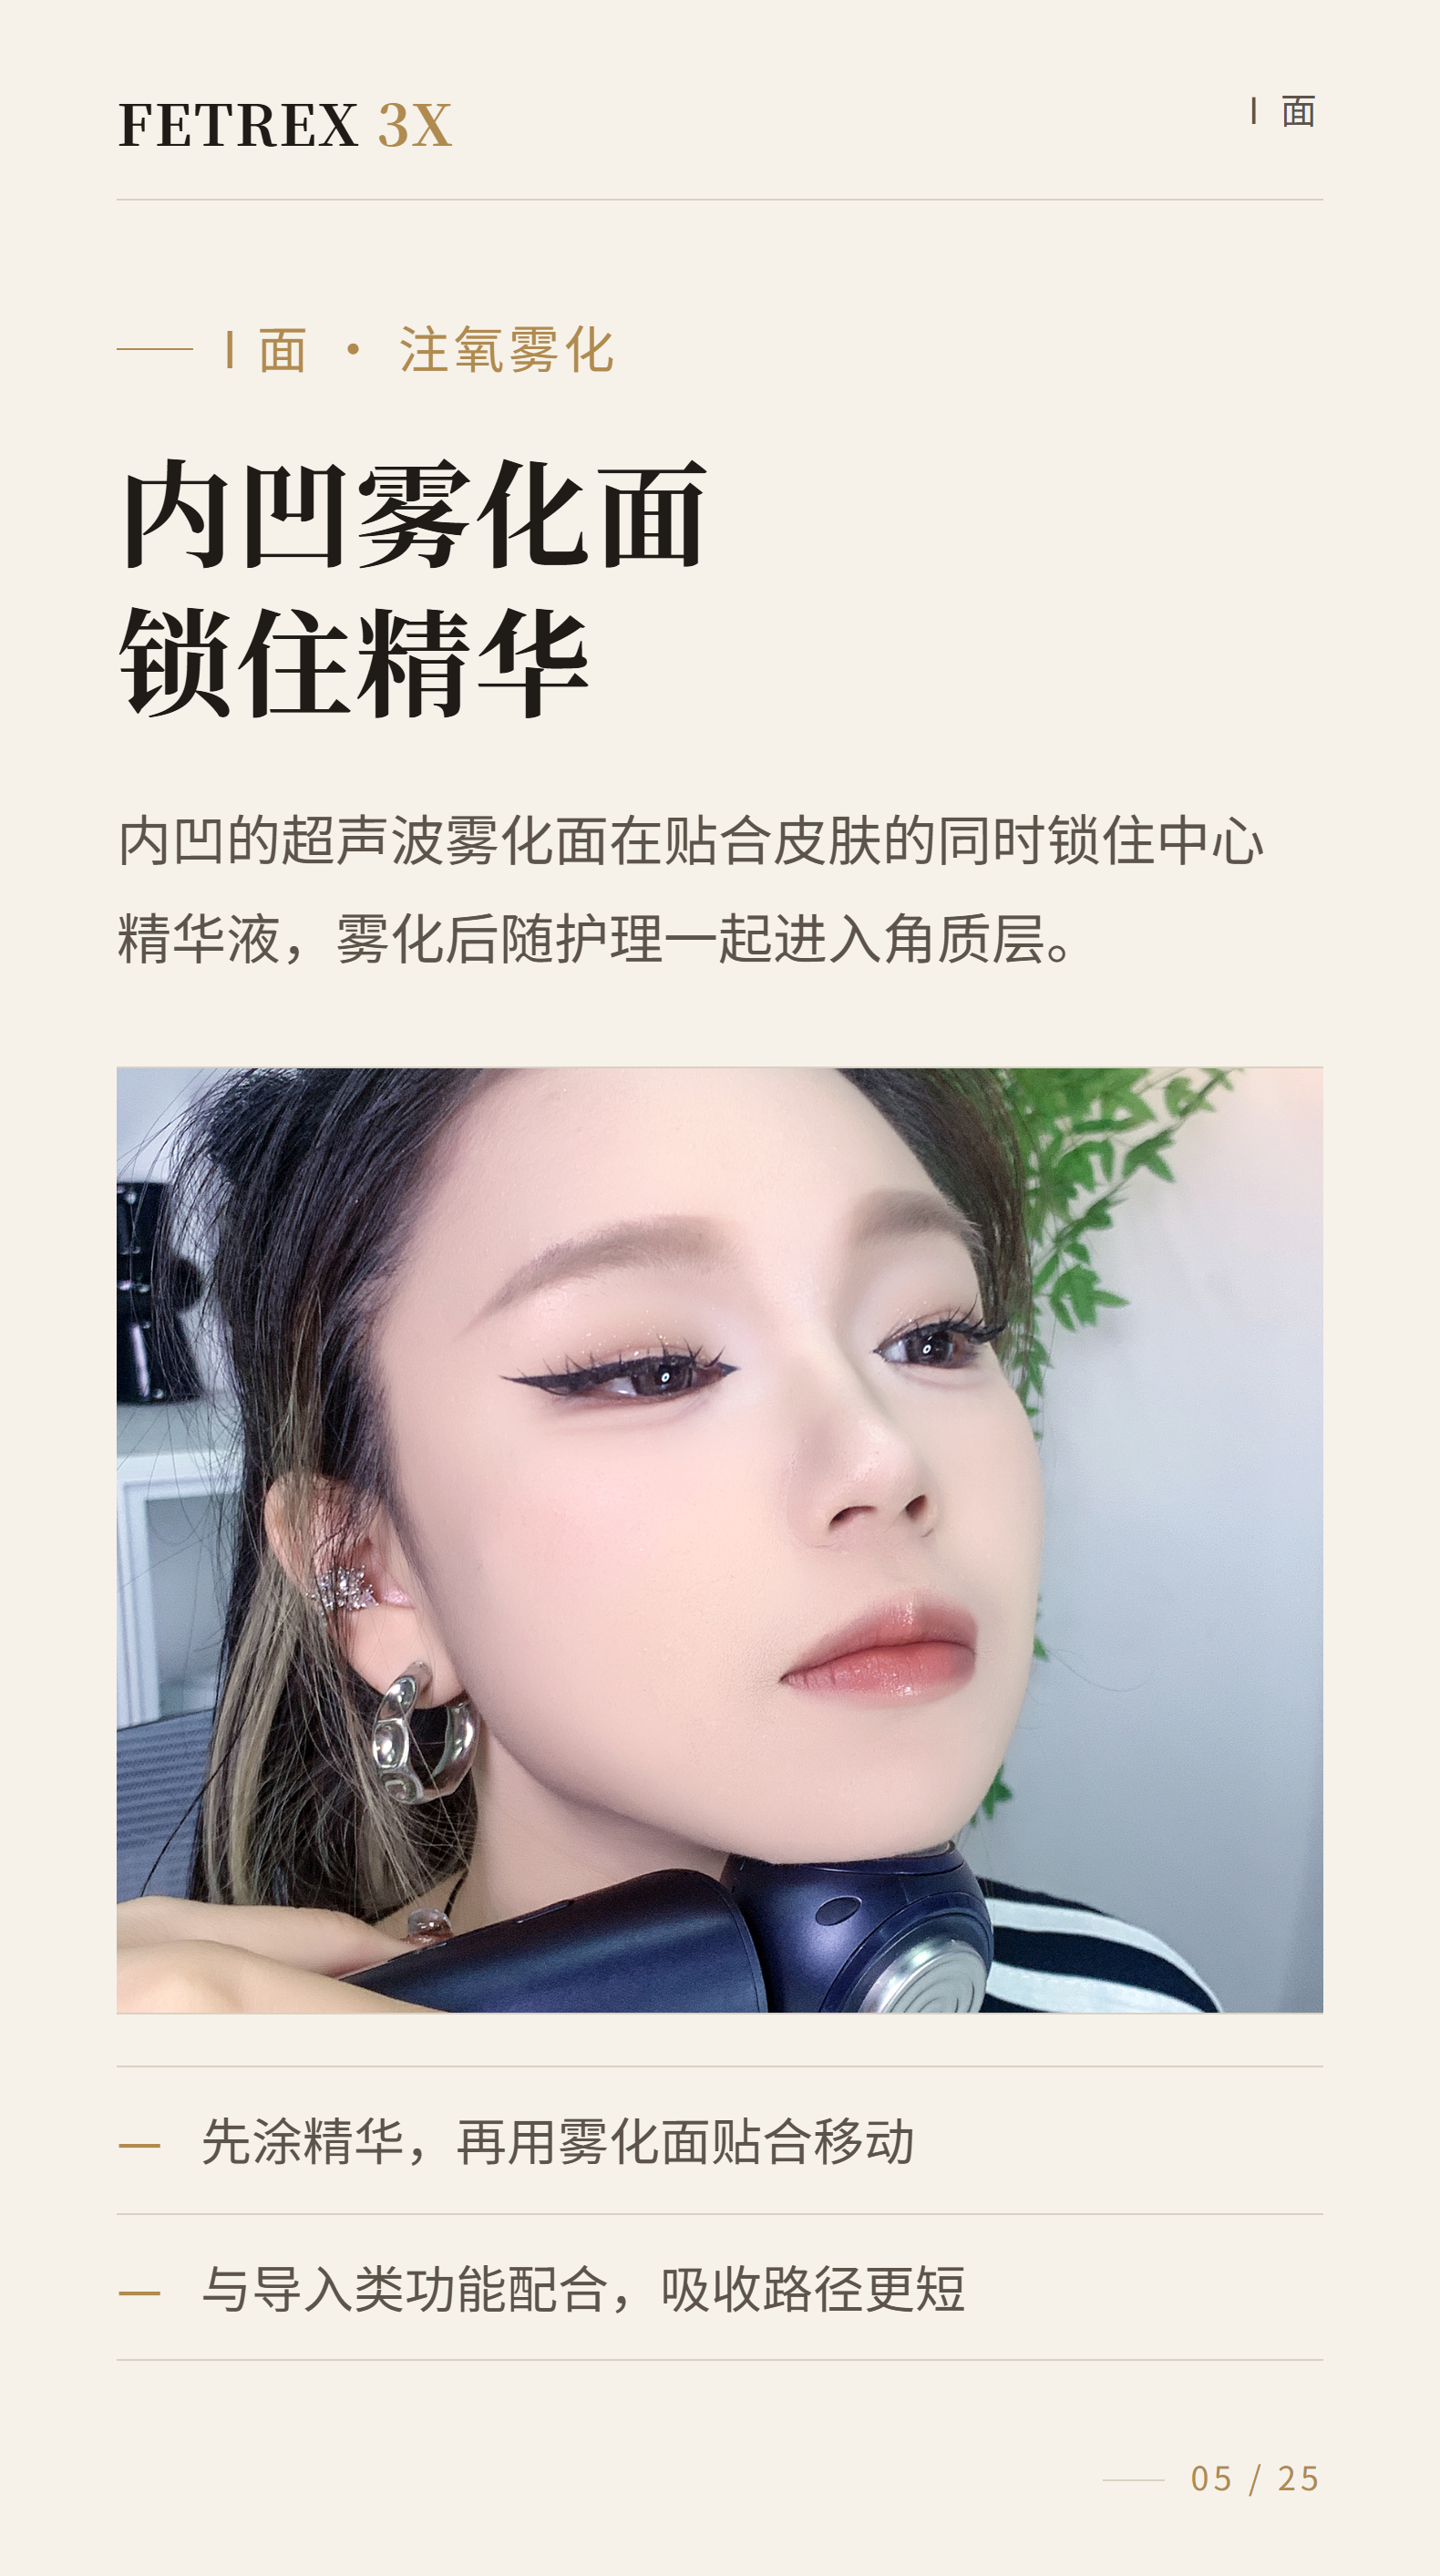 FETREX 3X
I 面
I 面 · 注氧雾化
内凹雾化面
锁住精华
内凹的超声波雾化面在贴合皮肤的同时锁住中心
精华液，雾化后随护理一起进入角质层。
— 先涂精华，再用雾化面贴合移动
— 与导入类功能配合，吸收路径更短
05 / 25